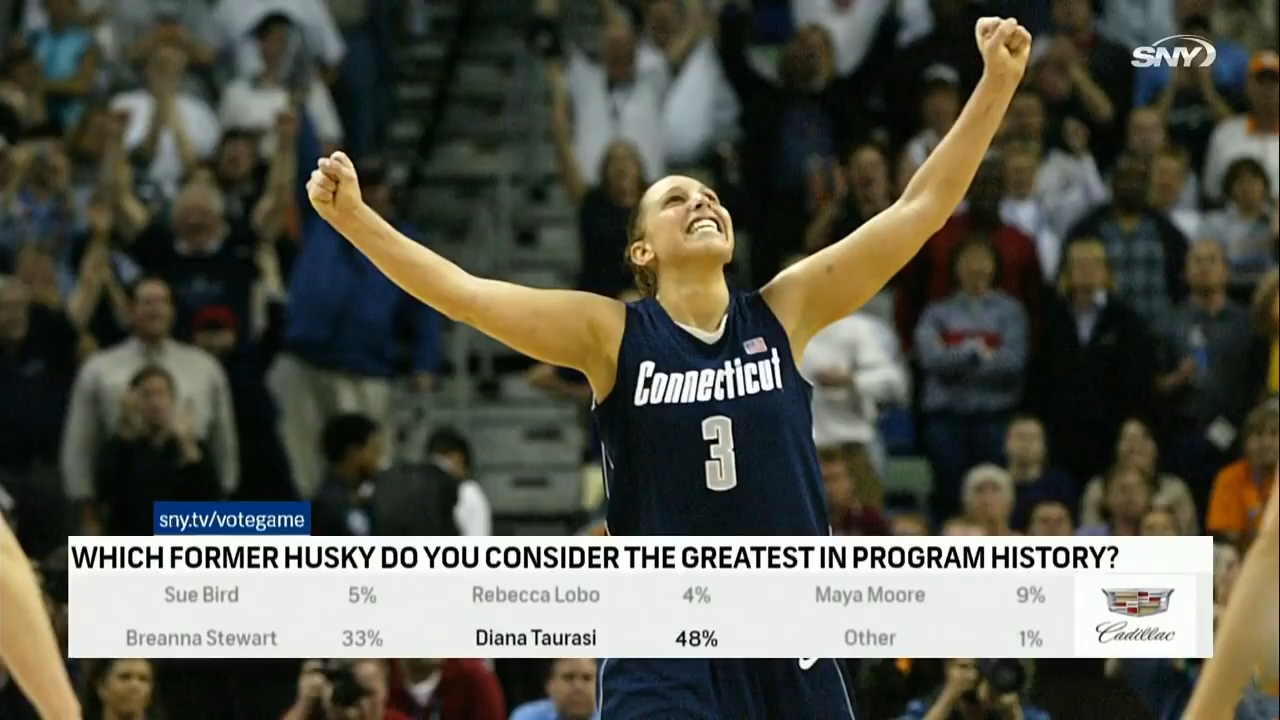 SNY
Connecticut
3
sny.tv/votegame
WHICH FORMER HUSKY DO YOU CONSIDER THE GREATEST IN PROGRAM HISTORY?
Sue Bird 5% Rebecca Lobo 4% Maya Moore 9%
Breanna Stewart 33% Diana Taurasi 48% Other 1%
Cadillac